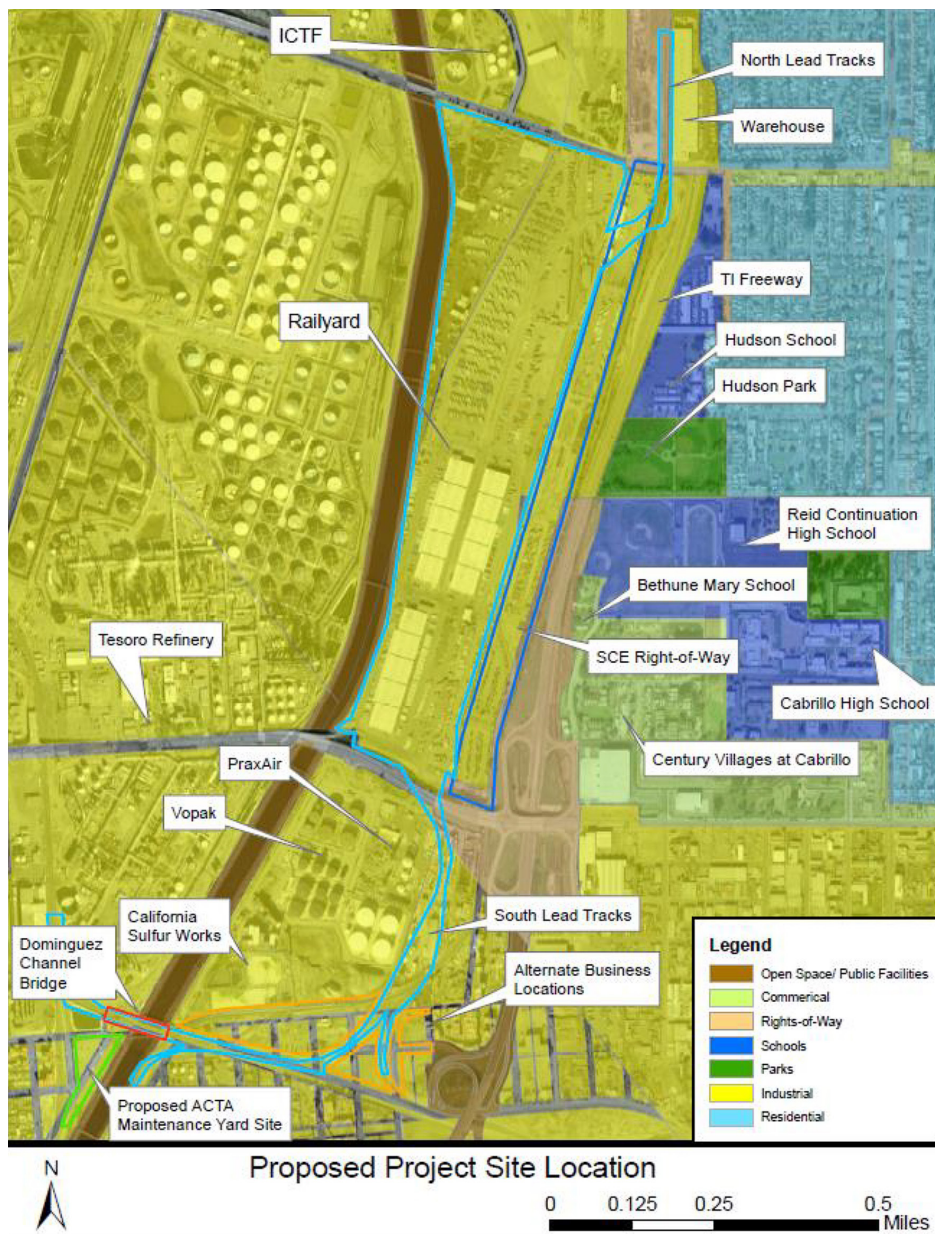 ICTF
North Lead Tracks
Warehouse
TI Freeway
Railyard
Hudson School
Hudson Park
Reid Continuation
High School
Bethune Mary School
Tesoro Refinery
SCE Right-of-Way
Cabrillo High School
PraxAir
Century Villages at Cabrillo
Vopak
California
Sulfur Works
South Lead Tracks
Dominguez
Channel
Bridge
Alternate Business
Locations
Proposed ACTA
Maintenance Yard Site
Legend
Open Space/ Public Facilities
Commerical
Rights-of-Way
Schools
Parks
Industrial
Residential
N
Proposed Project Site Location
0 0.125 0.25 0.5
Miles